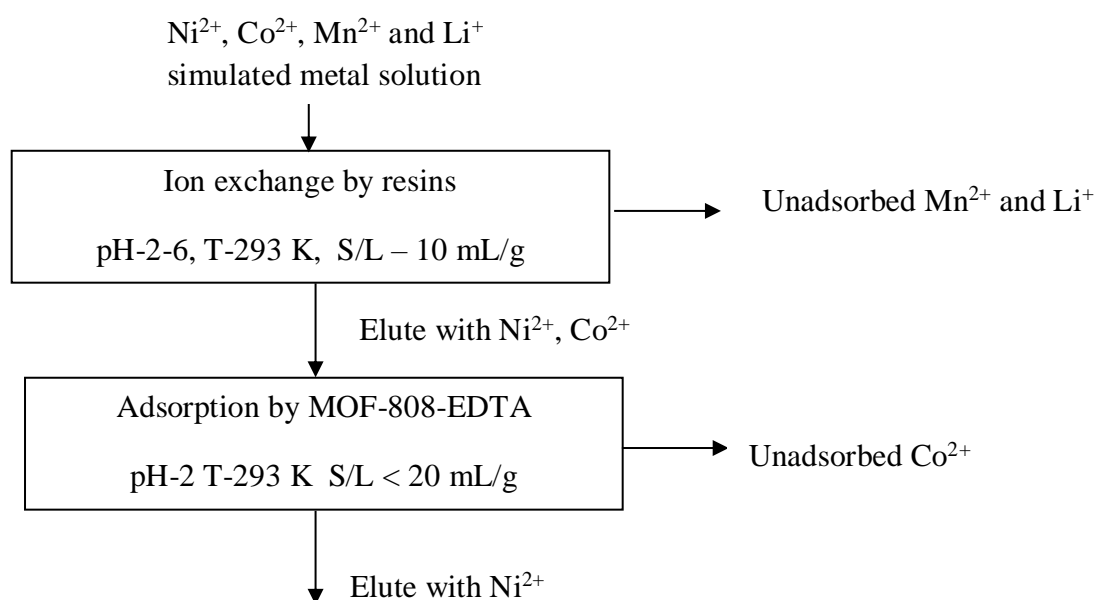 Ni²⁺, Co²⁺, Mn²⁺ and Li⁺
simulated metal solution
Ion exchange by resins
pH-2-6, T-293 K, S/L – 10 mL/g
Unadsorbed Mn²⁺ and Li⁺
Elute with Ni²⁺, Co²⁺
Adsorption by MOF-808-EDTA
pH-2 T-293 K S/L < 20 mL/g
Unadsorbed Co²⁺
Elute with Ni²⁺